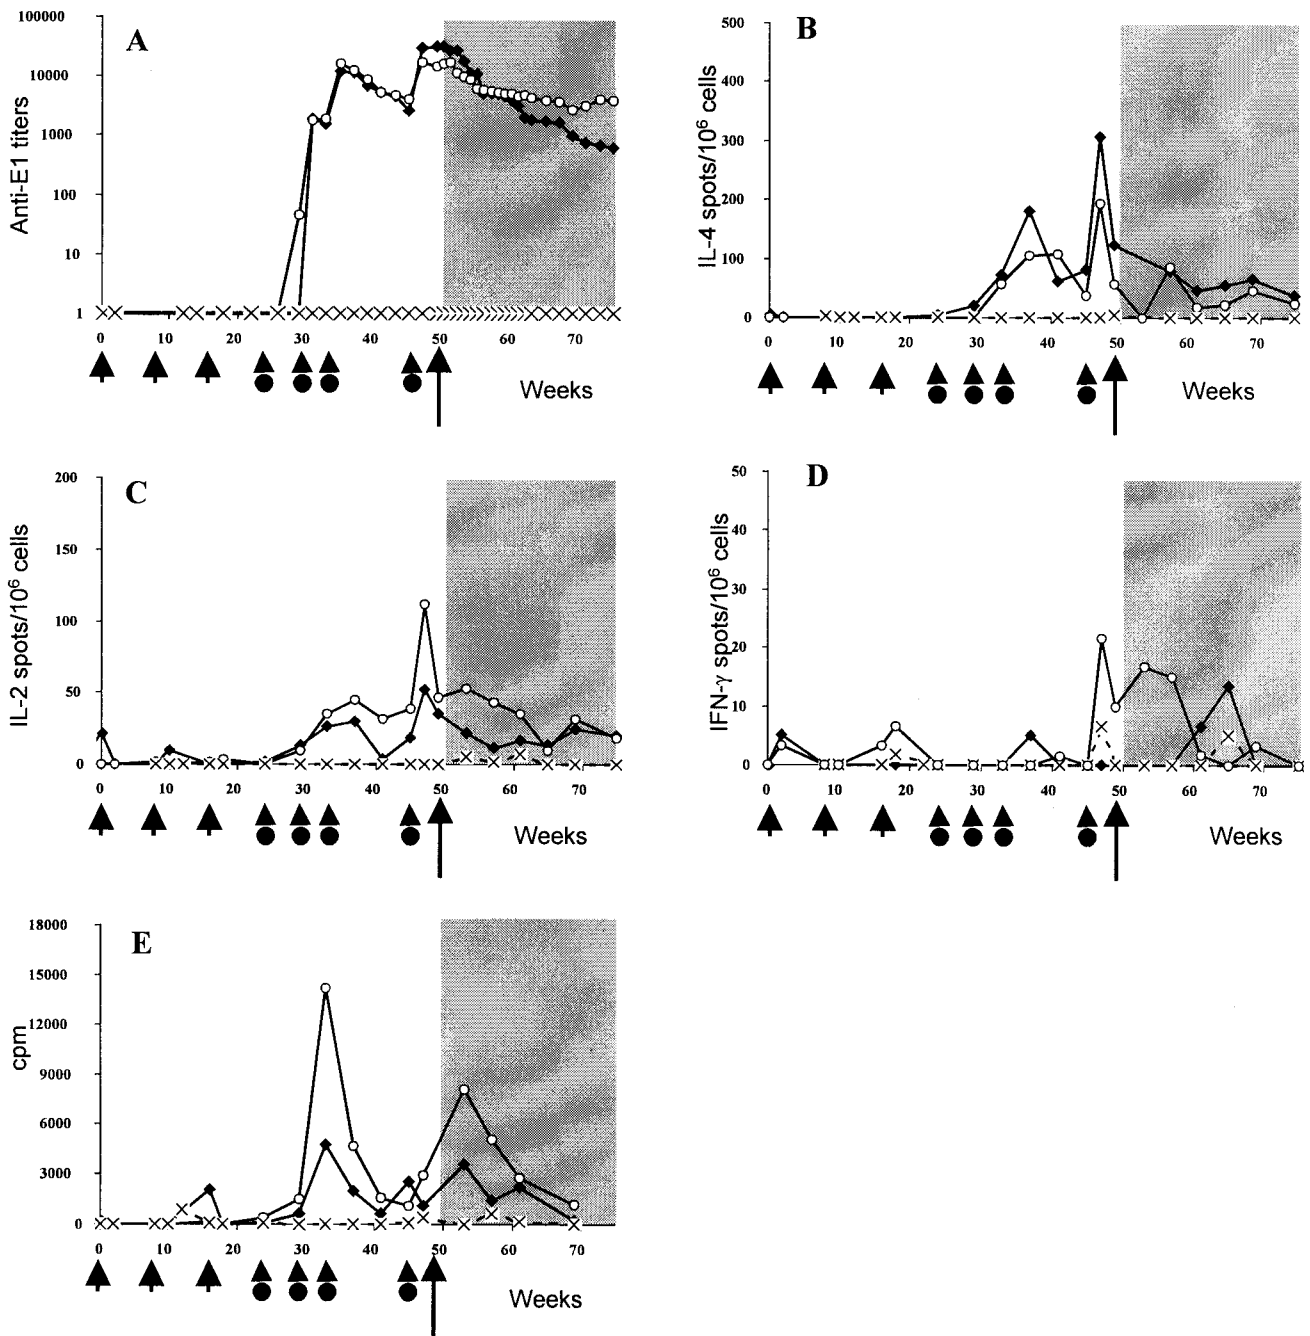 A
Anti-E1 titers
100000
10000
1000
100
10
1
0 10 20 30 40 50 60 70
Weeks
B
IL-4 spots/10⁶ cells
500
400
300
200
100
0
0 10 20 30 40 50 60 70
Weeks
C
IL-2 spots/10⁶ cells
200
150
100
50
0
0 10 20 30 40 50 60 70
Weeks
D
IFN-γ spots/10⁶ cells
50
40
30
20
10
0
0 10 20 30 40 50 60 70
Weeks
E
cpm
18000
15000
12000
9000
6000
3000
0
0 10 20 30 40 50 60 70
Weeks